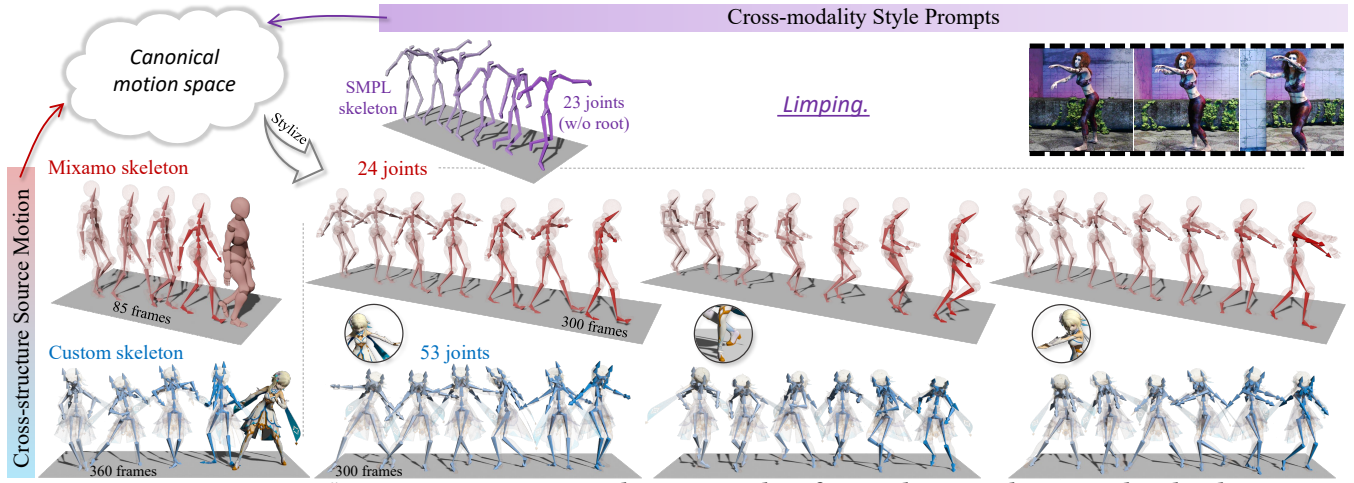 Cross-modality Style Prompts
Canonical
motion space
SMPL
skeleton
23 joints
(w/o root)
Limping.
Stylize
Cross-structure Source Motion
Mixamo skeleton
24 joints
85 frames
300 frames
Custom skeleton
53 joints
360 frames
300 frames